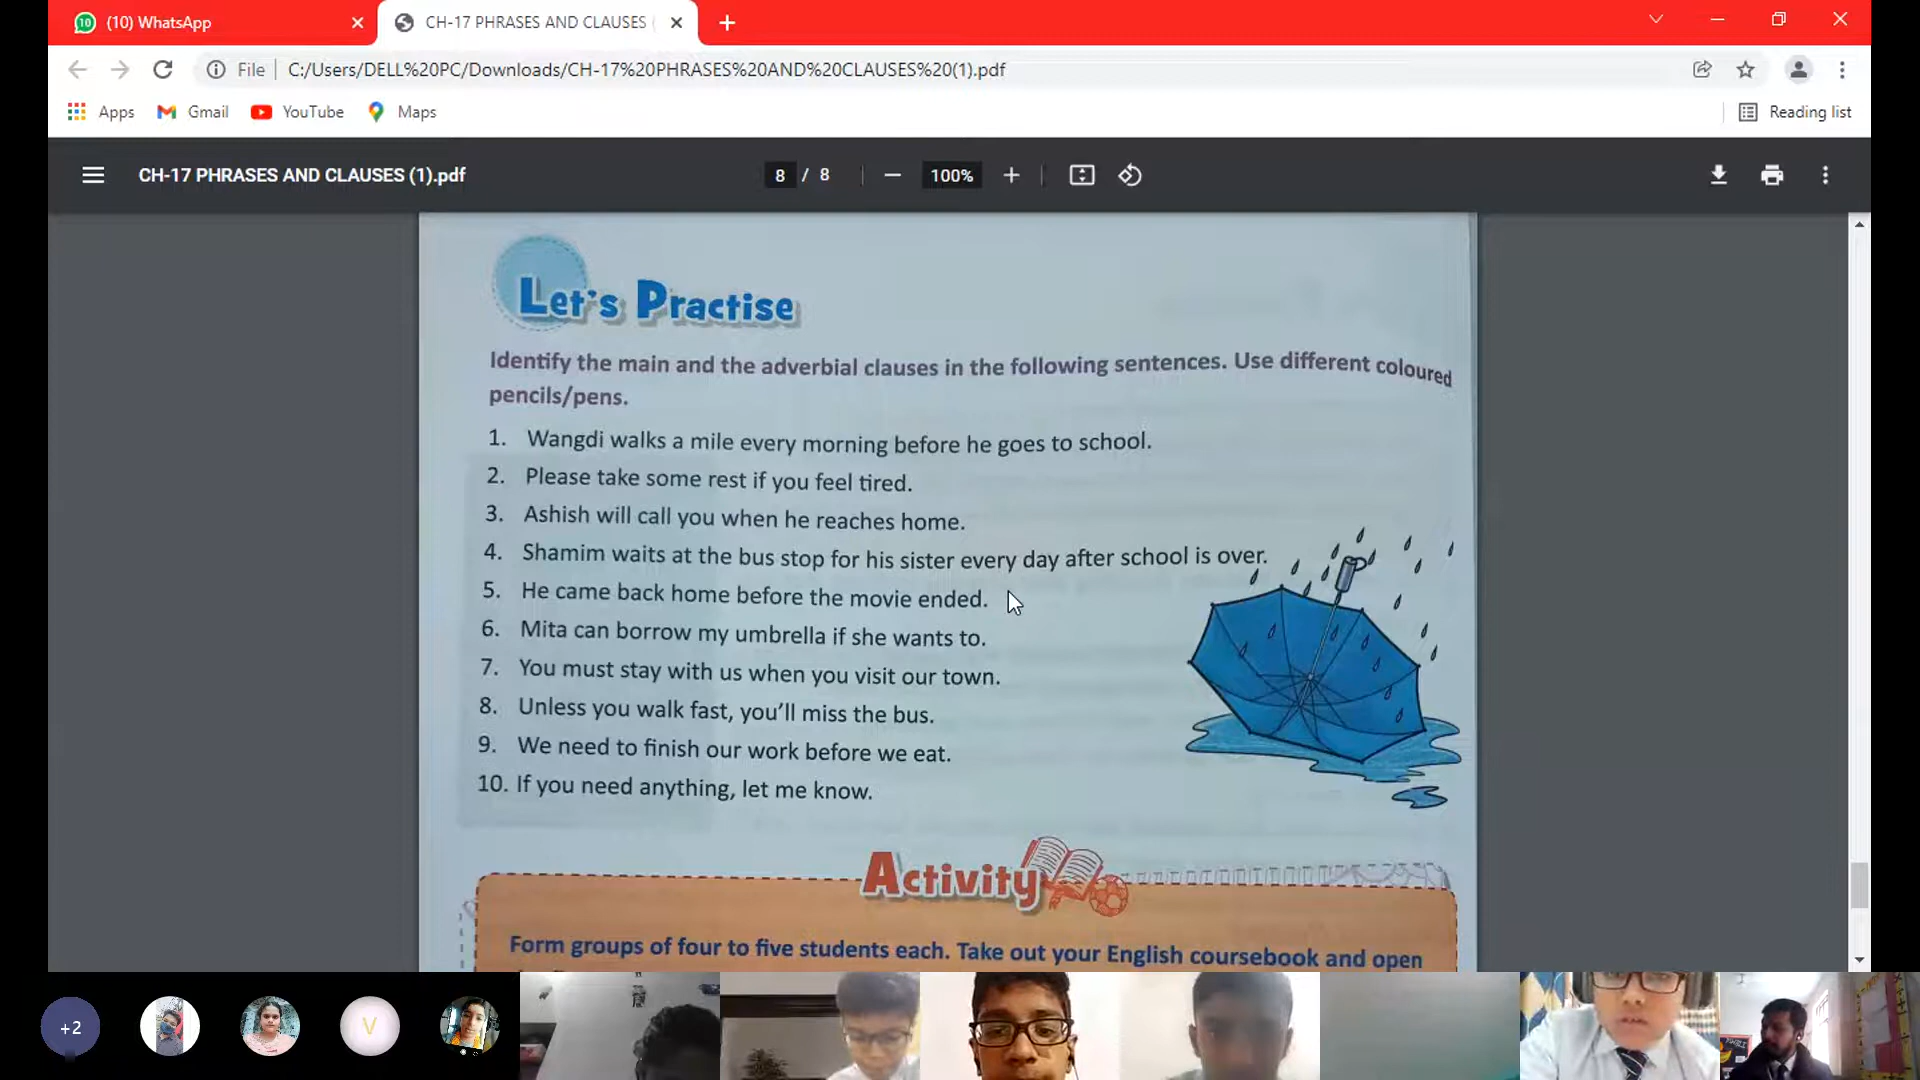 (10) WhatsApp
CH-17 PHRASES AND CLAUSES
File
C:/Users/DELL%20PC/Downloads/CH-17%20PHRASES%20AND%20CLAUSES%20(1).pdf
Apps
Gmail
YouTube
Maps
Reading list
CH-17 PHRASES AND CLAUSES (1).pdf
8 / 8
100%
Let's Practise
Identify the main and the adverbial clauses in the following sentences. Use different coloured
pencils/pens.
1. Wangdi walks a mile every morning before he goes to school.
2. Please take some rest if you feel tired.
3. Ashish will call you when he reaches home.
4. Shamim waits at the bus stop for his sister every day after school is over.
5. He came back home before the movie ended.
6. Mita can borrow my umbrella if she wants to.
7. You must stay with us when you visit our town.
8. Unless you walk fast, you'll miss the bus.
9. We need to finish our work before we eat.
10. If you need anything, let me know.
Activity
Form groups of four to five students each. Take out your English coursebook and open
+2
V